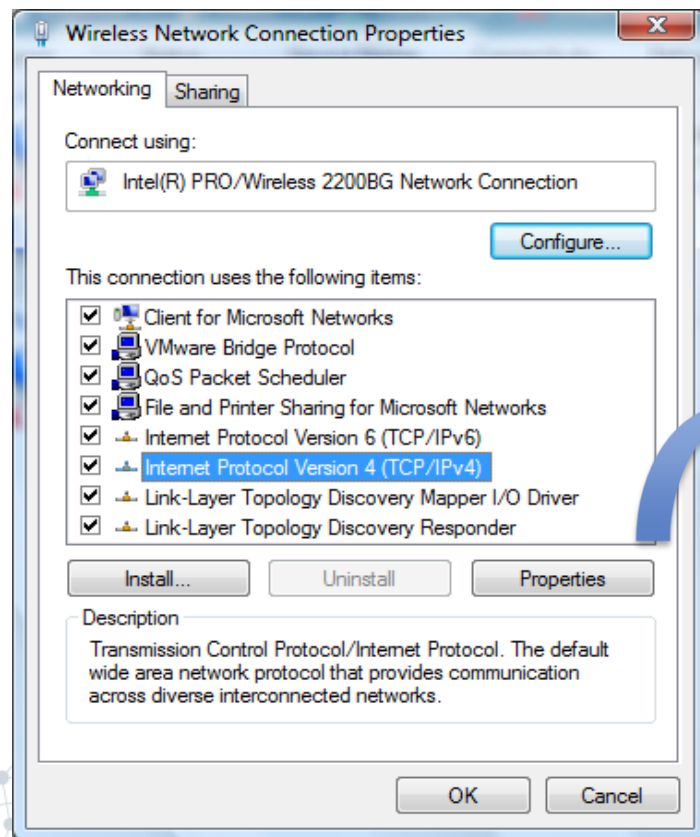 Wireless Network Connection Properties
Networking
Sharing
Connect using:
Intel(R) PRO/Wireless 2200BG Network Connection
Configure...
This connection uses the following items:
Client for Microsoft Networks
VMware Bridge Protocol
QoS Packet Scheduler
File and Printer Sharing for Microsoft Networks
Internet Protocol Version 6 (TCP/IPv6)
Internet Protocol Version 4 (TCP/IPv4)
Link-Layer Topology Discovery Mapper I/O Driver
Link-Layer Topology Discovery Responder
Install...
Uninstall
Properties
Description
Transmission Control Protocol/Internet Protocol. The default
wide area network protocol that provides communication
across diverse interconnected networks.
OK
Cancel